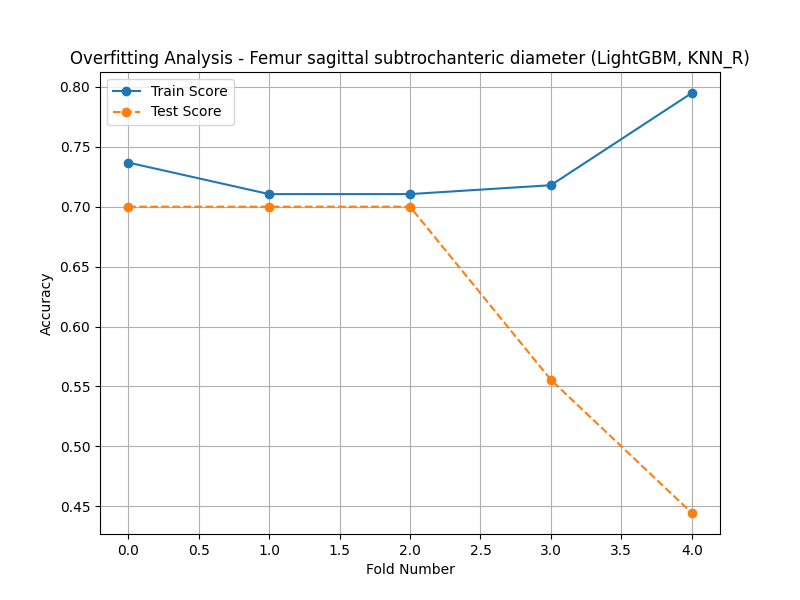 Overfitting Analysis - Femur sagittal subtrochanteric diameter (LightGBM, KNN_R)
Train Score
Test Score
Accuracy
0.80
0.75
0.70
0.65
0.60
0.55
0.50
0.45
0.0 0.5 1.0 1.5 2.0 2.5 3.0 3.5 4.0
Fold Number